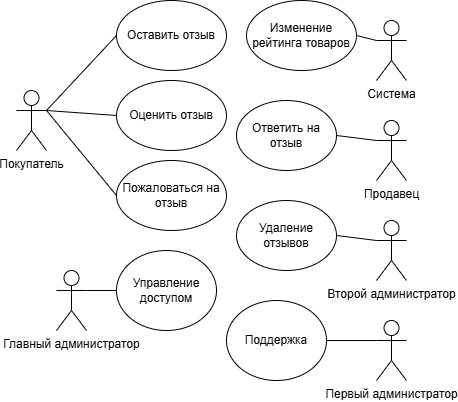 Оставить отзыв
Изменение
рейтинга товаров
Система
Оценить отзыв
Ответить на
отзыв
Покупатель
Продавец
Пожаловаться на
отзыв
Удаление
отзывов
Второй администратор
Управление
доступом
Главный администратор
Поддержка
Первый администратор